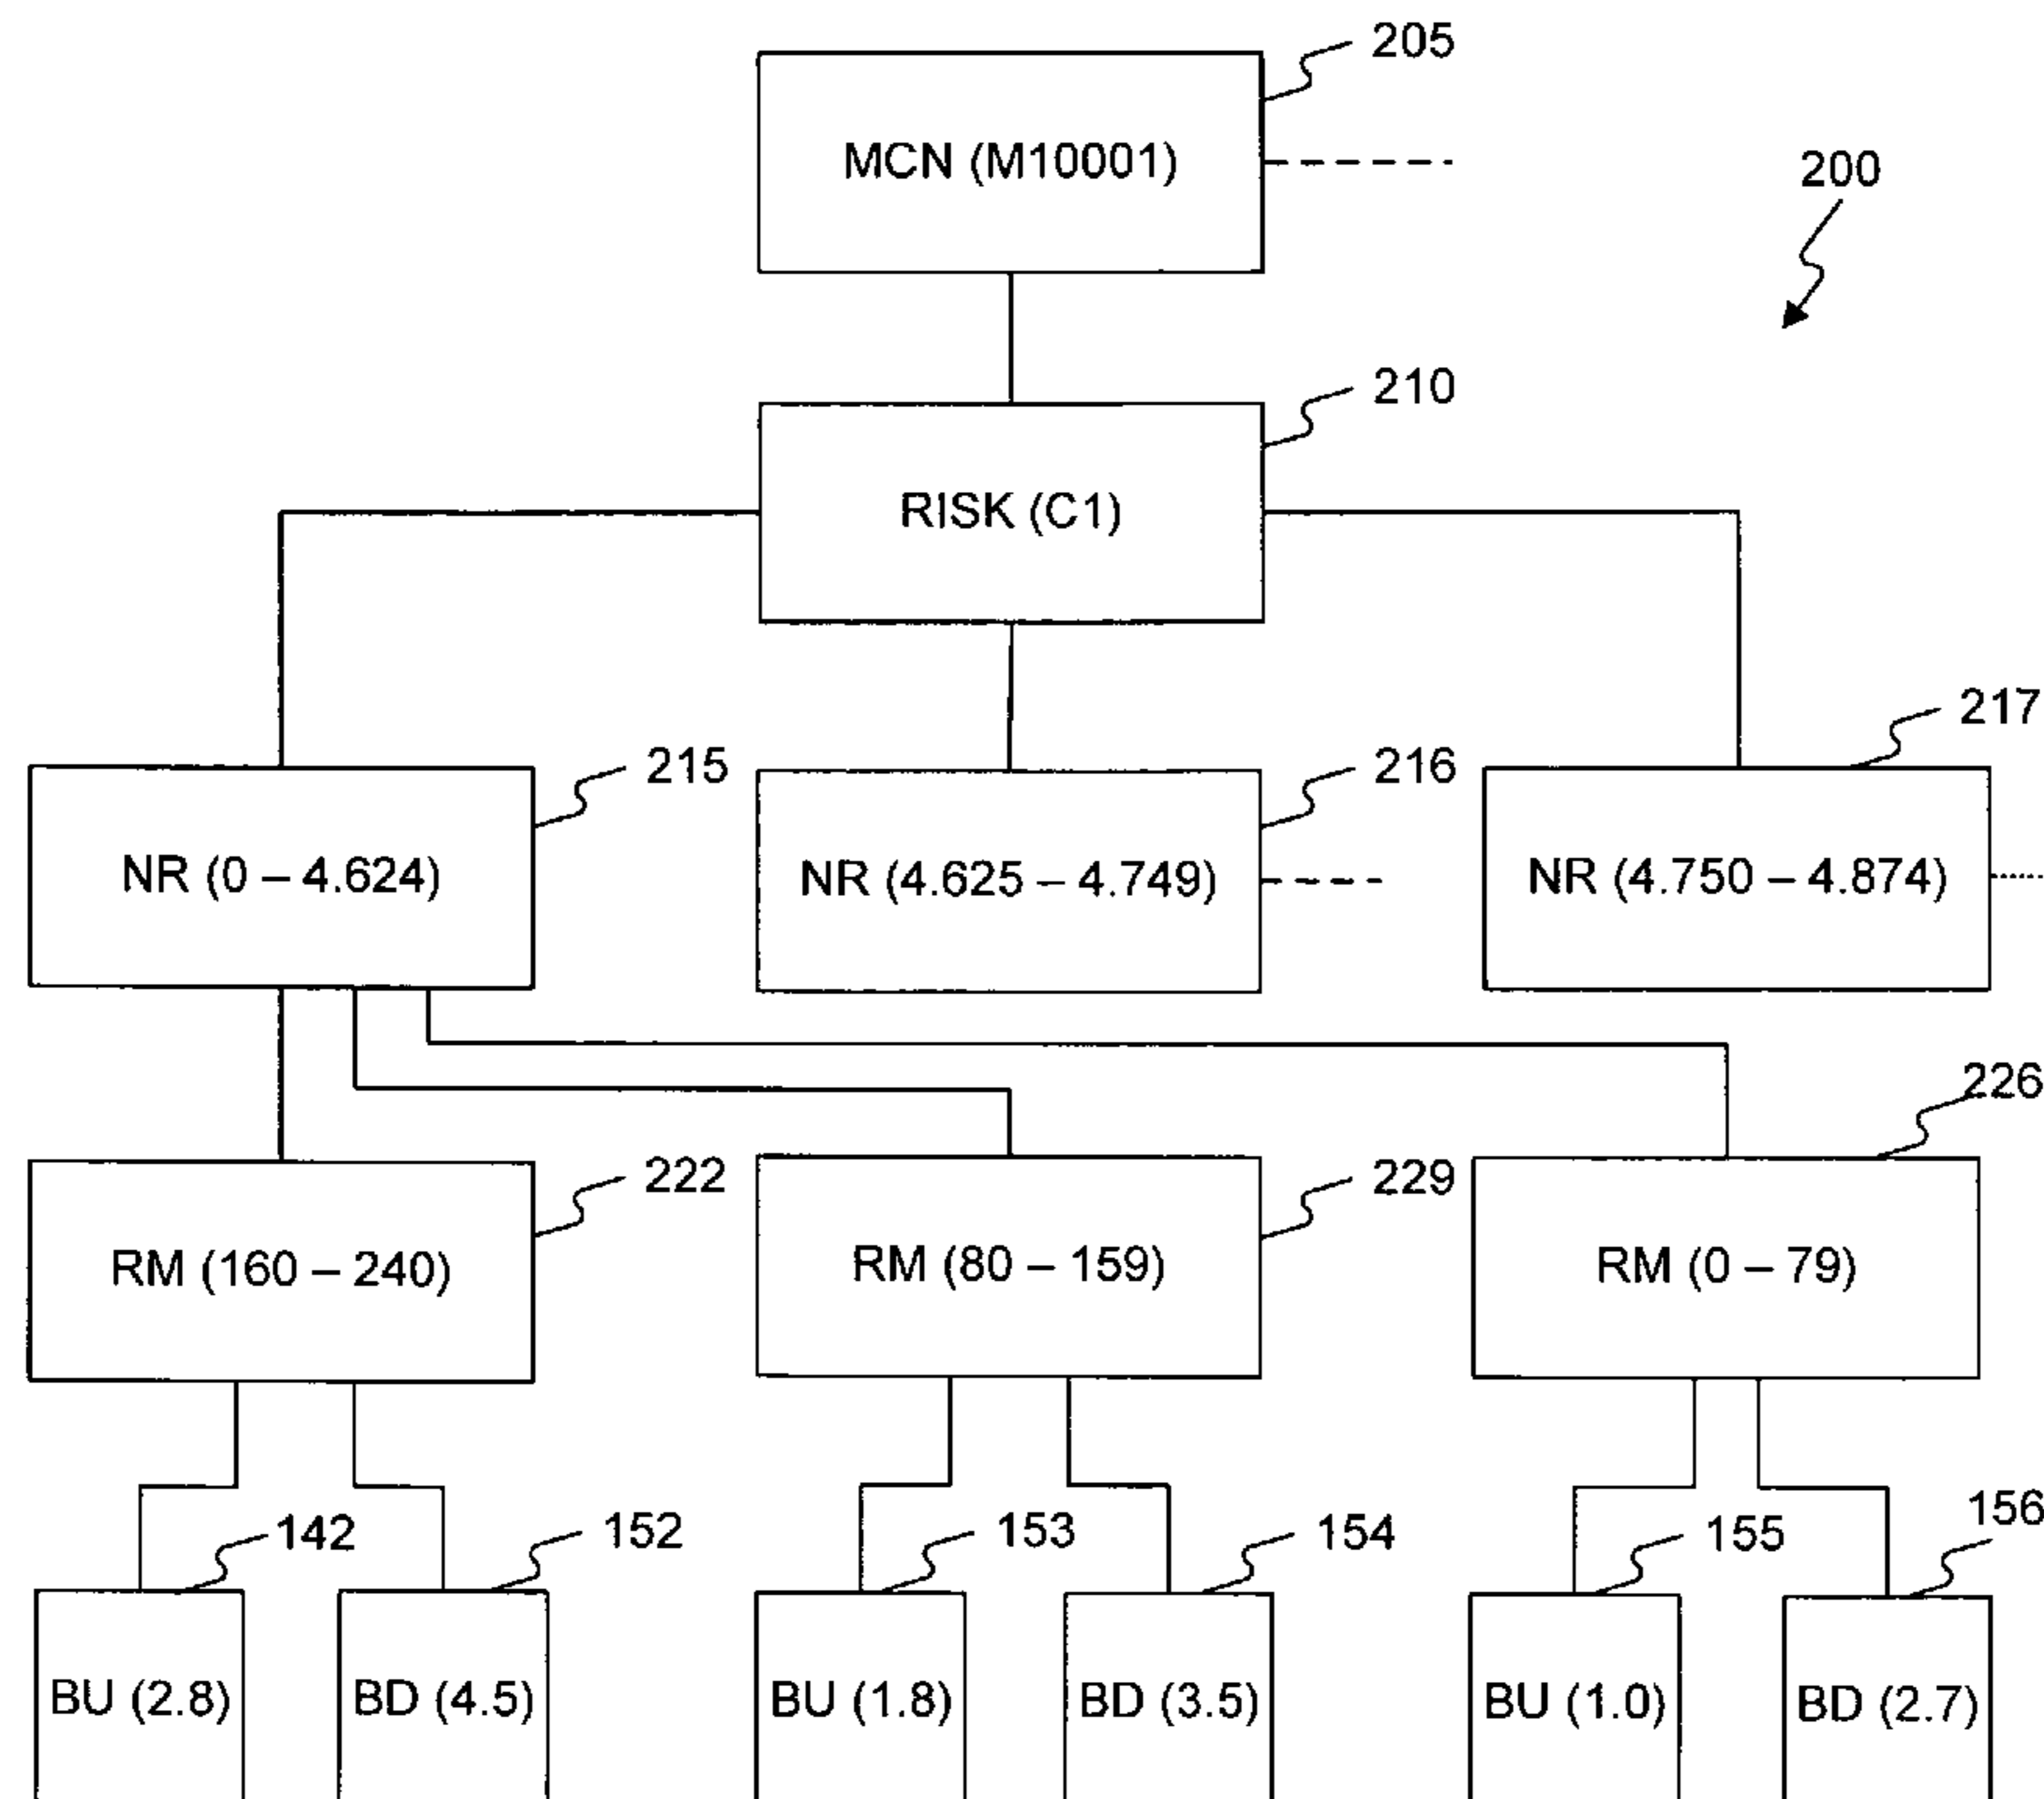 205
MCN (M10001)
200
210
RISK (C1)
217
215
216
NR (0 – 4.624)
NR (4.625 – 4.749)
NR (4.750 – 4.874)
226
222
229
RM (160 – 240)
RM (80 – 159)
RM (0 – 79)
142
152
153
154
155
156
BU (2.8)
BD (4.5)
BU (1.8)
BD (3.5)
BU (1.0)
BD (2.7)